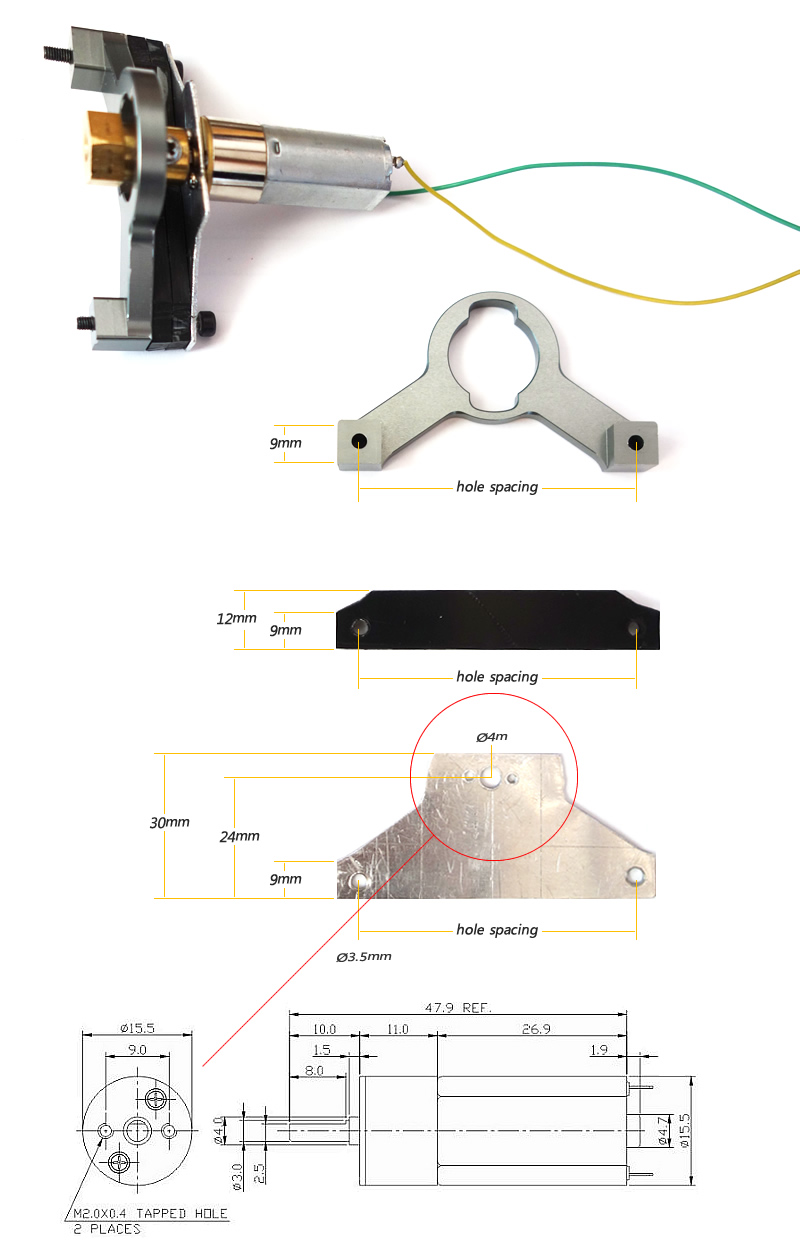 9mm
hole spacing
12mm
9mm
hole spacing
Ø4m
30mm
24mm
9mm
hole spacing
Ø3.5mm
47.9 REF.
ø15.5
10.0
11.0
26.9
9.0
1.5
1.9
8.0
ø4.0
ø3.0
2.5
ø4.7
ø15.5
M2.0X0.4 TAPPED HOLE
2 PLACES